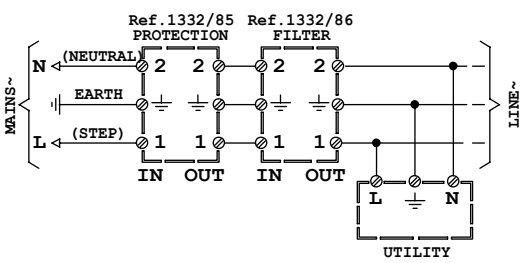 Ref.1332/85 Ref.1332/86
PROTECTION FILTER
MAINS~
N (NEUTRAL) 2 2 2 2
EARTH
L (STEP) 1 1 1 1
IN OUT IN OUT
LINE~
L N
UTILITY